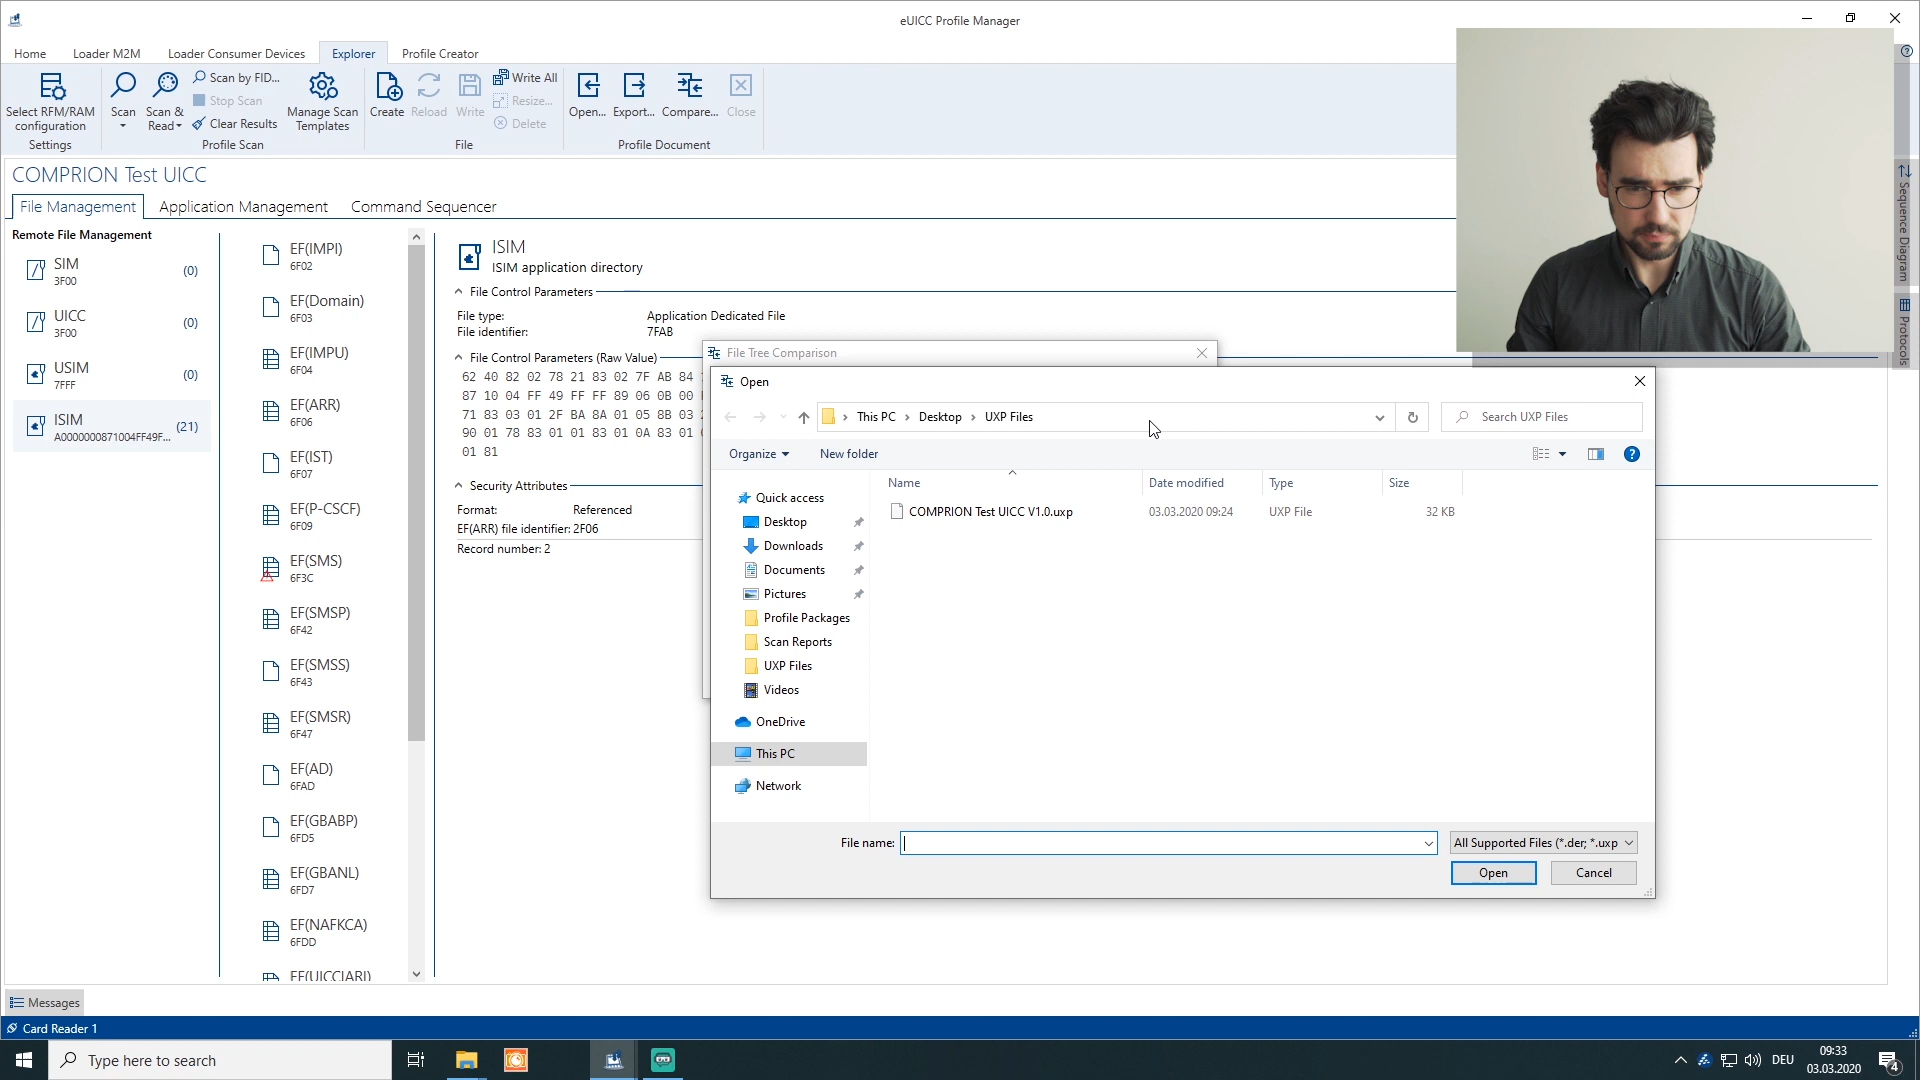 eUICC Profile Manager
Home Loader M2M Loader Consumer Devices Explorer Profile Creator
Select RFM/RAM configuration
Settings
Scan
Scan & Read
Scan by FID...
Stop Scan
Clear Results
Manage Scan Templates
Profile Scan
Create
Reload
Write
Write All
Resize...
Delete
File
Open...
Export...
Compare...
Close
Profile Document
COMPRION Test UICC
File Management Application Management Command Sequencer
Remote File Management
SIM (0)
3F00
UICC (0)
3F00
USIM (0)
7FFF
ISIM (21)
A0000000871004FF49F...
EF(IMPI)
6F02
EF(Domain)
6F03
EF(IMPU)
6F04
EF(ARR)
6F06
EF(IST)
6F07
EF(P-CSCF)
6F09
EF(SMS)
6F3C
EF(SMSP)
6F42
EF(SMSS)
6F43
EF(SMSR)
6F47
EF(AD)
6FAD
EF(GBABP)
6FD5
EF(GBANL)
6FD7
EF(NAFKCA)
6FDD
EF(UICCIARI)
ISIM
ISIM application directory
File Control Parameters
File type: Application Dedicated File
File identifier: 7FAB
File Control Parameters (Raw Value)
62 40 82 02 78 21 83 02 7F AB 84
87 10 04 FF 49 FF FF 89 06 0B 00
71 83 03 01 2F BA 8A 01 05 8B 03
90 01 78 83 01 01 83 01 0A 83 01
01 81
Security Attributes
Format: Referenced
EF(ARR) file identifier: 2F06
Record number: 2
File Tree Comparison
Open
This PC Desktop UXP Files
Search UXP Files
Organize New folder
Name Date modified Type Size
COMPRION Test UICC V1.0.uxp 03.03.2020 09:24 UXP File 32 KB
Quick access
Desktop
Downloads
Documents
Pictures
Profile Packages
Scan Reports
UXP Files
Videos
OneDrive
This PC
Network
File name:
All Supported Files (*.der; *.uxp
Open Cancel
Sequence Diagram
Protocols
Messages
Card Reader 1
Type here to search
DEU
09:33
03.03.2020
4